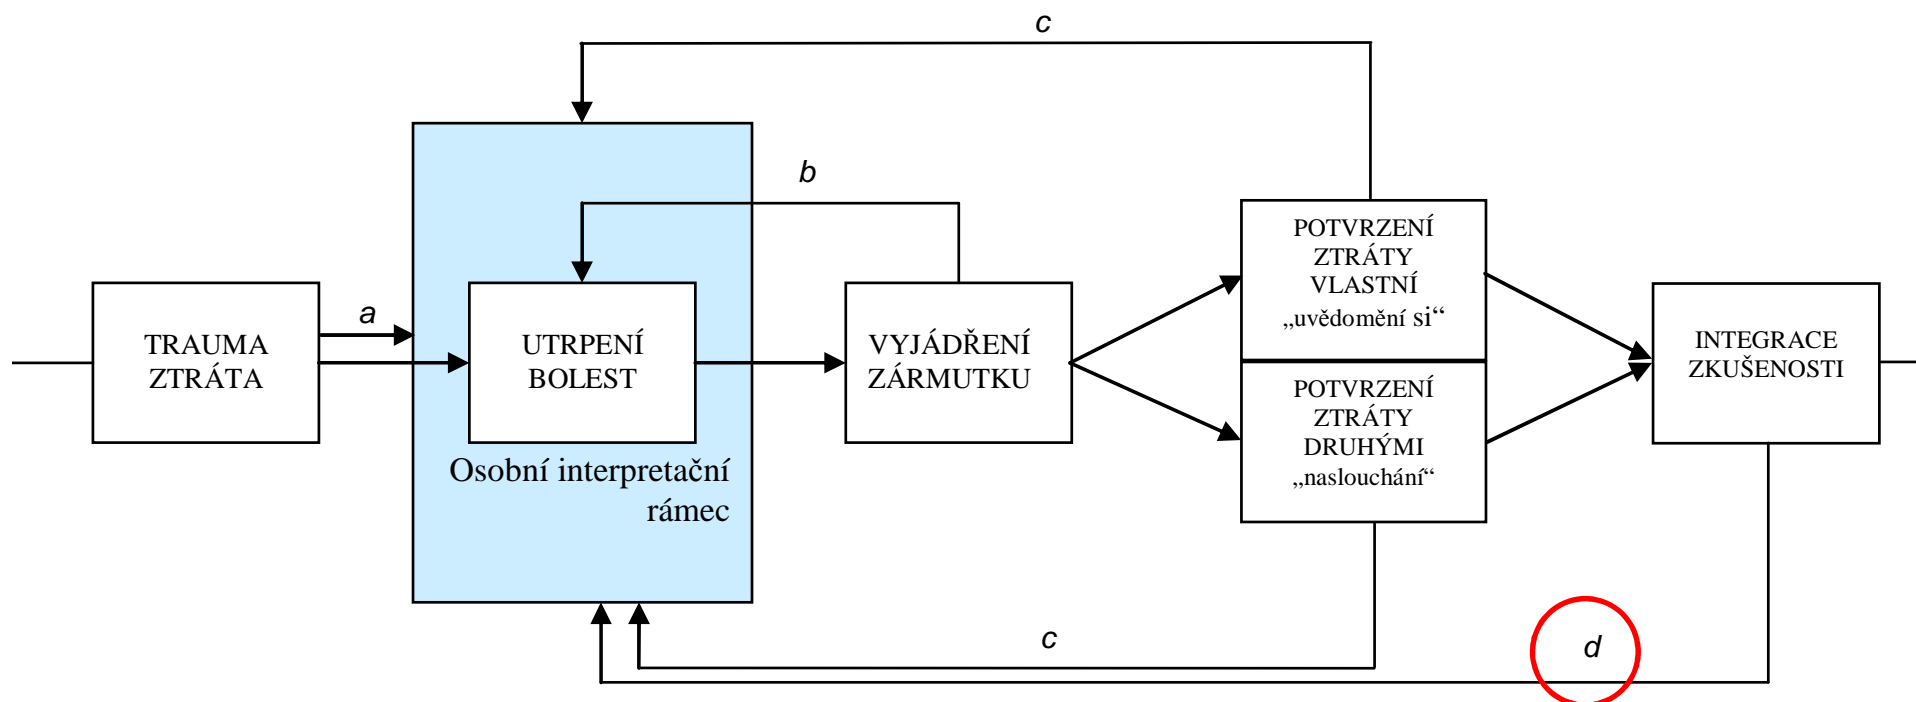 c
b
a
TRAUMA
ZTRÁTA
UTRPENÍ
BOLEST
Osobní interpretační
rámec
VYJÁDŘENÍ
ZÁRMUTKU
POTVRZENÍ
ZTRÁTY
VLASTNÍ
„uvědomění si“
POTVRZENÍ
ZTRÁTY
DRUHÝMI
„naslouchání“
INTEGRACE
ZKUŠENOSTI
c
d